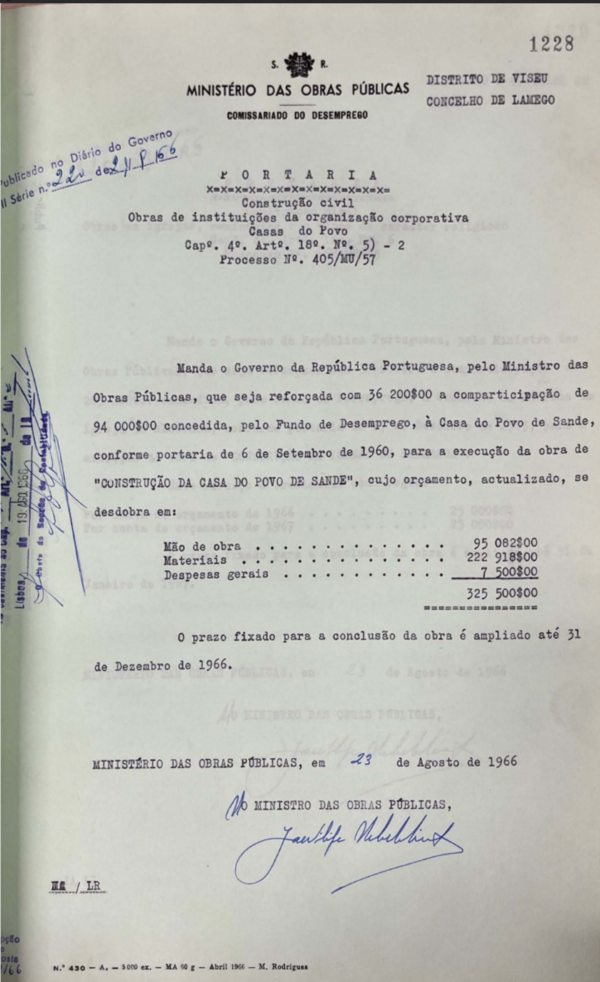 1228
S. R.
MINISTÉRIO DAS OBRAS PÚBLICAS
COMISSARIADO DO DESEMPREGO
DISTRITO DE VISEU
CONCELHO DE LAMEGO
Publicado no Diário do Governo
II Série n.º 220 de 21/9/66
PORTARIA
X=X=X=X=X=X=X=X=X=X=X=X=X=X=X=
Construção civil
Obras de instituições da organização corporativa
Casas do Povo
Capº. 4º. Artº. 18º. Nº. 5) - 2
Processo Nº. 405/MU/57
Manda o Governo da República Portuguesa, pelo Ministro das
Obras Públicas, que seja reforçada com 36 200$00 a comparticipação de
94 000$00 concedida, pelo Fundo de Desemprego, à Casa do Povo de Sande,
conforme portaria de 6 de Setembro de 1960, para a execução da obra de
"CONSTRUÇÃO DA CASA DO POVO DE SANDE", cujo orçamento, actualizado, se
desdobra em:
Mão de obra . . . . . . . . . . . . . 95 082$00
Materiais . . . . . . . . . . . . . . 222 918$00
Despesas gerais . . . . . . . . . . . 7 500$00
325 500$00
================
O prazo fixado para a conclusão da obra é ampliado até 31
de Dezembro de 1966.
MINISTÉRIO DAS OBRAS PÚBLICAS, em 23 de Agosto de 1966
O MINISTRO DAS OBRAS PÚBLICAS,
/ LR
Lisboa, de
N.º 430 — A. — 5 000 ex. — MA 60 g — Abril 1966 — M. Rodrigues